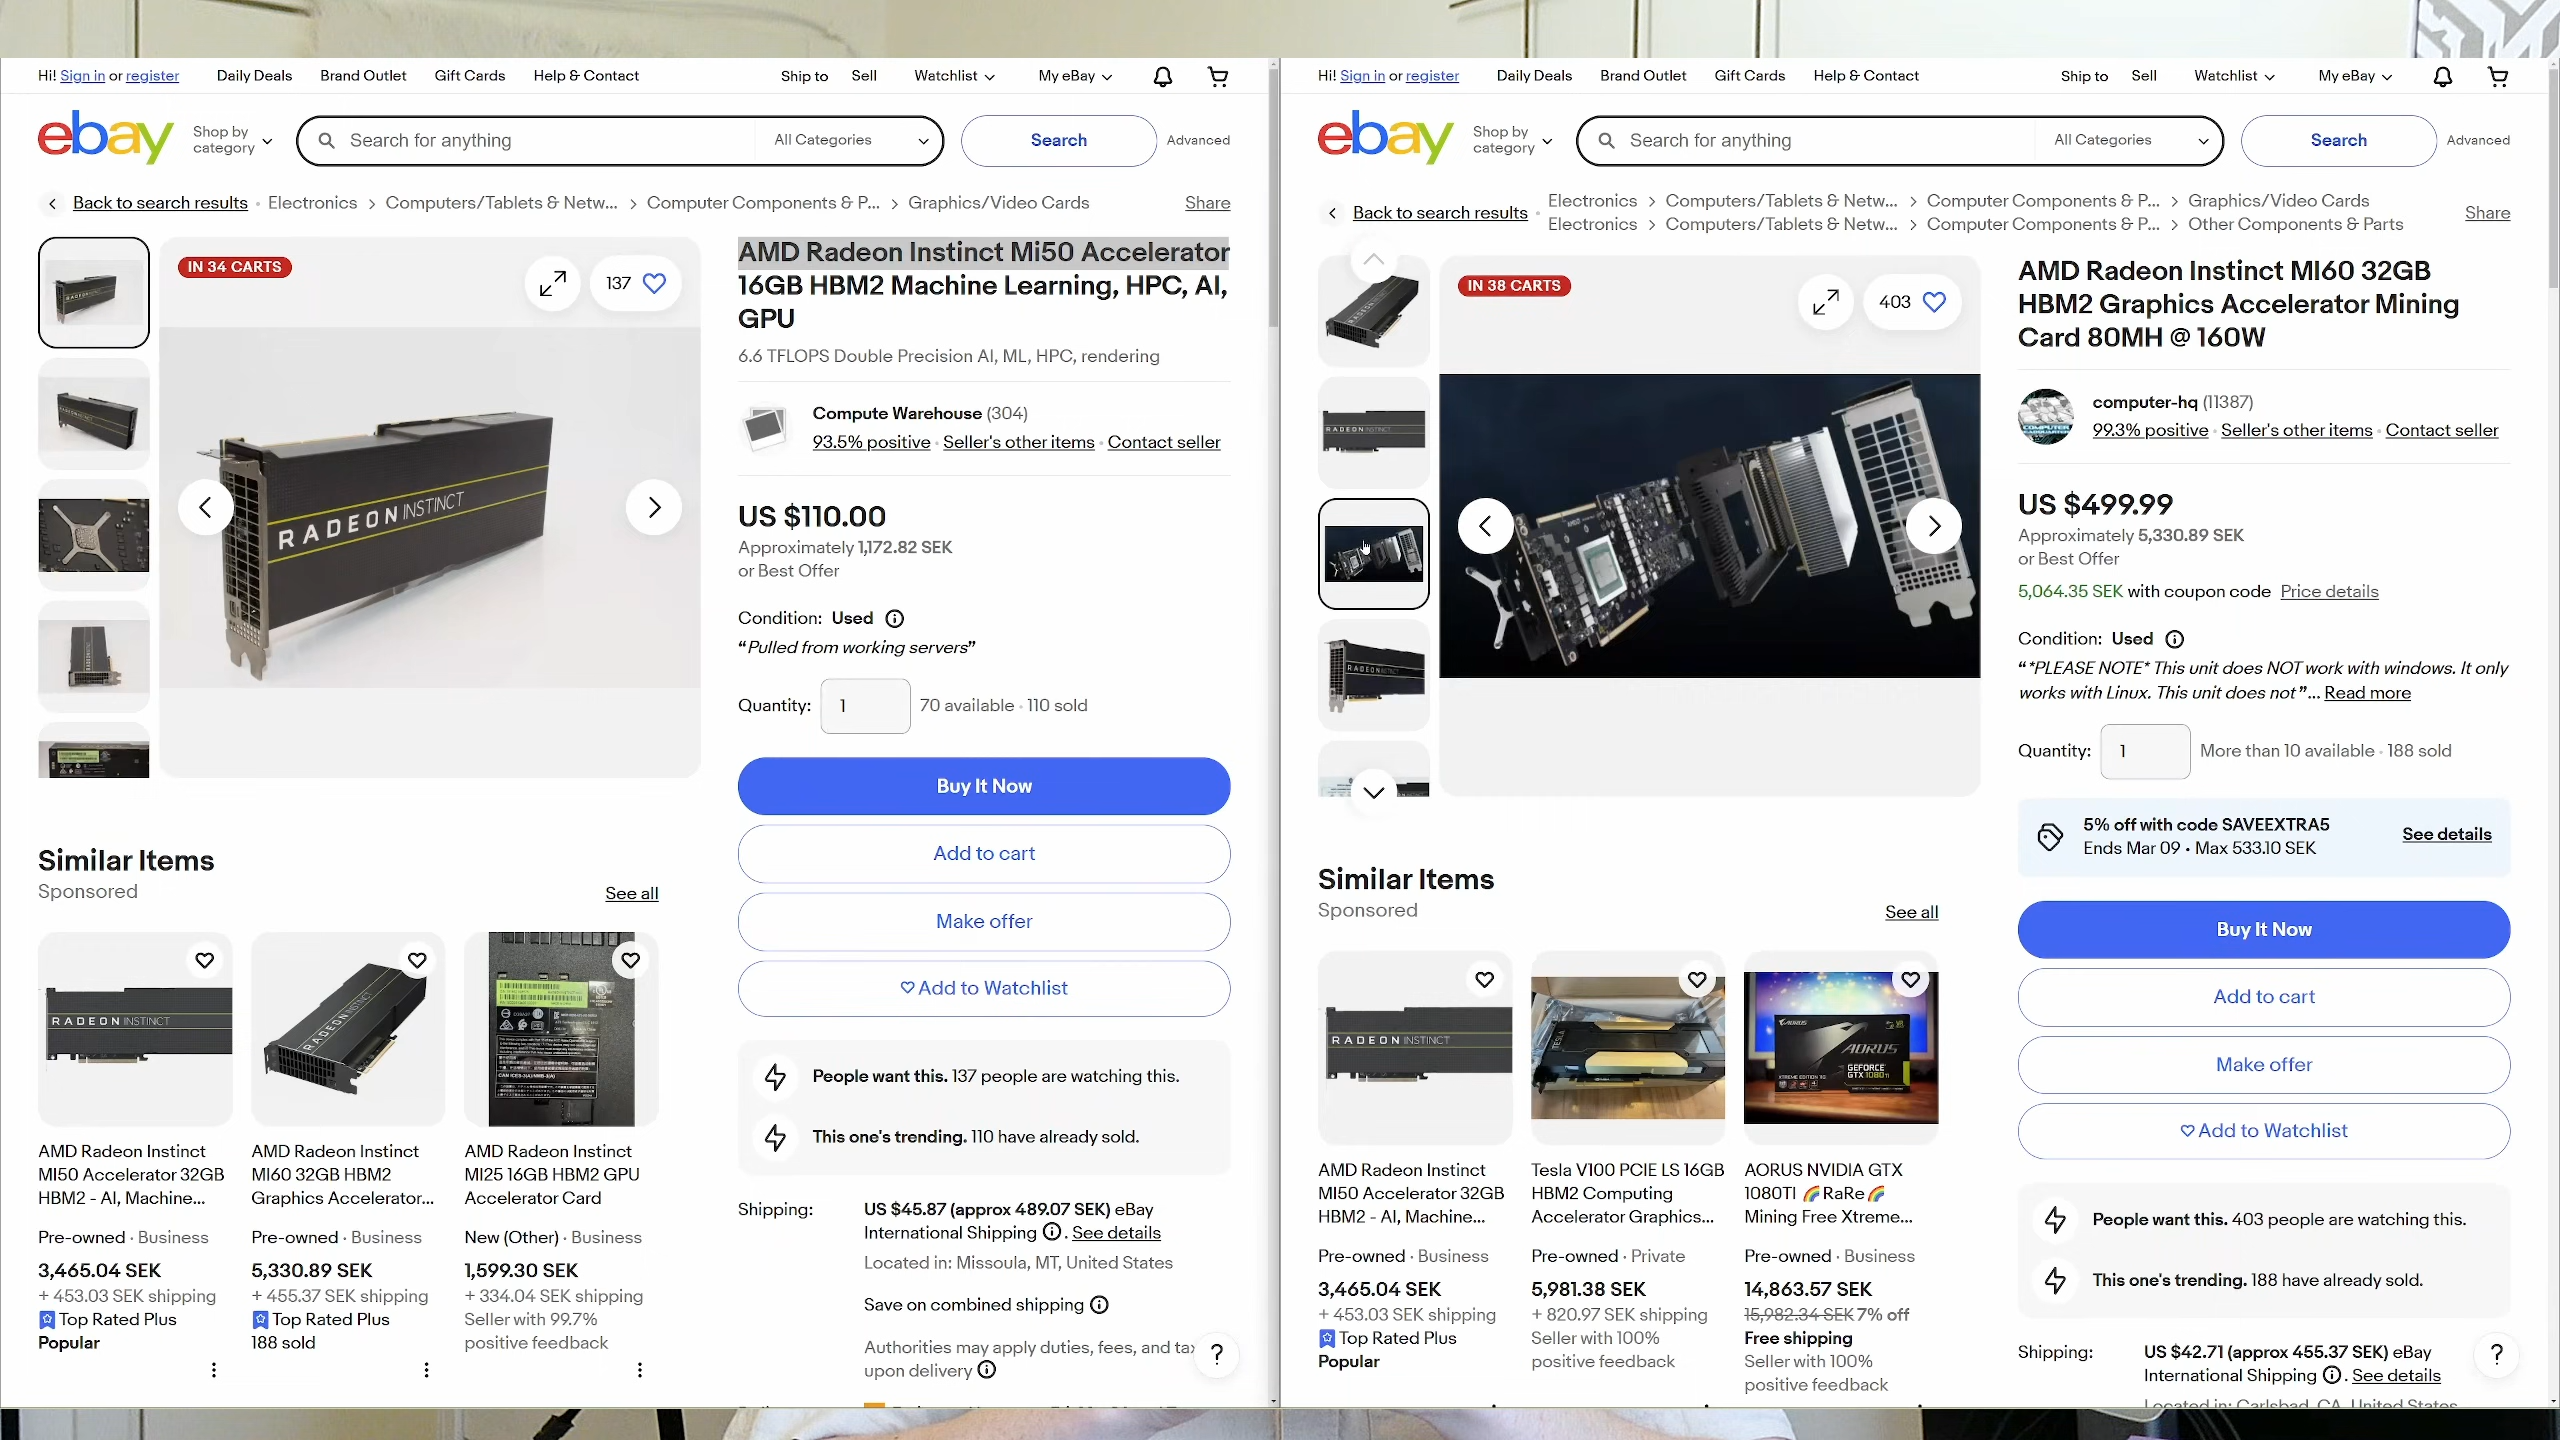 Hi! Sign in or register
Daily Deals
Brand Outlet
Gift Cards
Help & Contact
Ship to
Sell
Watchlist
My eBay
ebay
Shop by
category
Search for anything
All Categories
Search
Advanced
Back to search results
Electronics
Computers/Tablets & Netw...
Computer Components & P...
Graphics/Video Cards
Share
IN 34 CARTS
137
RADEON INSTINCT
AMD Radeon Instinct Mi50 Accelerator
16GB HBM2 Machine Learning, HPC, AI,
GPU
6.6 TFLOPS Double Precision AI, ML, HPC, rendering
Compute Warehouse (304)
93.5% positive · Seller's other items · Contact seller
US $110.00
Approximately 1,172.82 SEK
or Best Offer
Condition: Used
“Pulled from working servers”
Quantity: 1 70 available · 110 sold
Buy It Now
Add to cart
Make offer
Add to Watchlist
People want this. 137 people are watching this.
This one's trending. 110 have already sold.
Shipping: US $45.87 (approx 489.07 SEK) eBay
International Shipping . See details
Located in: Missoula, MT, United States
Save on combined shipping
Authorities may apply duties, fees, and tax
upon delivery
?
Similar Items
Sponsored
See all
RADEON INSTINCT
AMD Radeon Instinct
MI50 Accelerator 32GB
HBM2 - AI, Machine...
Pre-owned · Business
3,465.04 SEK
+ 453.03 SEK shipping
Top Rated Plus
Popular
RADEON INSTINCT
AMD Radeon Instinct
MI60 32GB HBM2
Graphics Accelerator...
Pre-owned · Business
5,330.89 SEK
+ 455.37 SEK shipping
Top Rated Plus
188 sold
AMD Radeon Instinct
MI25 16GB HBM2 GPU
Accelerator Card
New (Other) · Business
1,599.30 SEK
+ 334.04 SEK shipping
Seller with 99.7%
positive feedback
Hi! Sign in or register
Daily Deals
Brand Outlet
Gift Cards
Help & Contact
Ship to
Sell
Watchlist
My eBay
ebay
Shop by
category
Search for anything
All Categories
Search
Advanced
Back to search results
Electronics
Computers/Tablets & Netw...
Computer Components & P...
Graphics/Video Cards
Electronics
Computers/Tablets & Netw...
Computer Components & P...
Other Components & Parts
Share
IN 38 CARTS
403
AMD Radeon Instinct MI60 32GB
HBM2 Graphics Accelerator Mining
Card 80MH @ 160W
computer-hq (11387)
99.3% positive · Seller's other items · Contact seller
US $499.99
Approximately 5,330.89 SEK
or Best Offer
5,064.35 SEK with coupon code Price details
Condition: Used
“*PLEASE NOTE* This unit does NOT work with windows. It only
works with Linux. This unit does not”... Read more
Quantity: 1 More than 10 available · 188 sold
5% off with code SAVEEXTRA5
Ends Mar 09 • Max 533.10 SEK
See details
Buy It Now
Add to cart
Make offer
Add to Watchlist
People want this. 403 people are watching this.
This one's trending. 188 have already sold.
Shipping: US $42.71 (approx 455.37 SEK) eBay
International Shipping . See details
Located in: Carlsbad, CA, United States
?
Similar Items
Sponsored
See all
RADEON INSTINCT
AMD Radeon Instinct
MI50 Accelerator 32GB
HBM2 - AI, Machine...
Pre-owned · Business
3,465.04 SEK
+ 453.03 SEK shipping
Top Rated Plus
Popular
TESLA
Tesla V100 PCIE LS 16GB
HBM2 Computing
Accelerator Graphics...
Pre-owned · Private
5,981.38 SEK
+ 820.97 SEK shipping
Seller with 100%
positive feedback
AORUS
AORUS
GEFORCE
GTX 1080 Ti
AORUS NVIDIA GTX
1080TI 🌈RaRe🌈
Mining Free Xtreme...
Pre-owned · Business
14,863.57 SEK
15,982.34 SEK 7% off
Free shipping
Seller with 100%
positive feedback